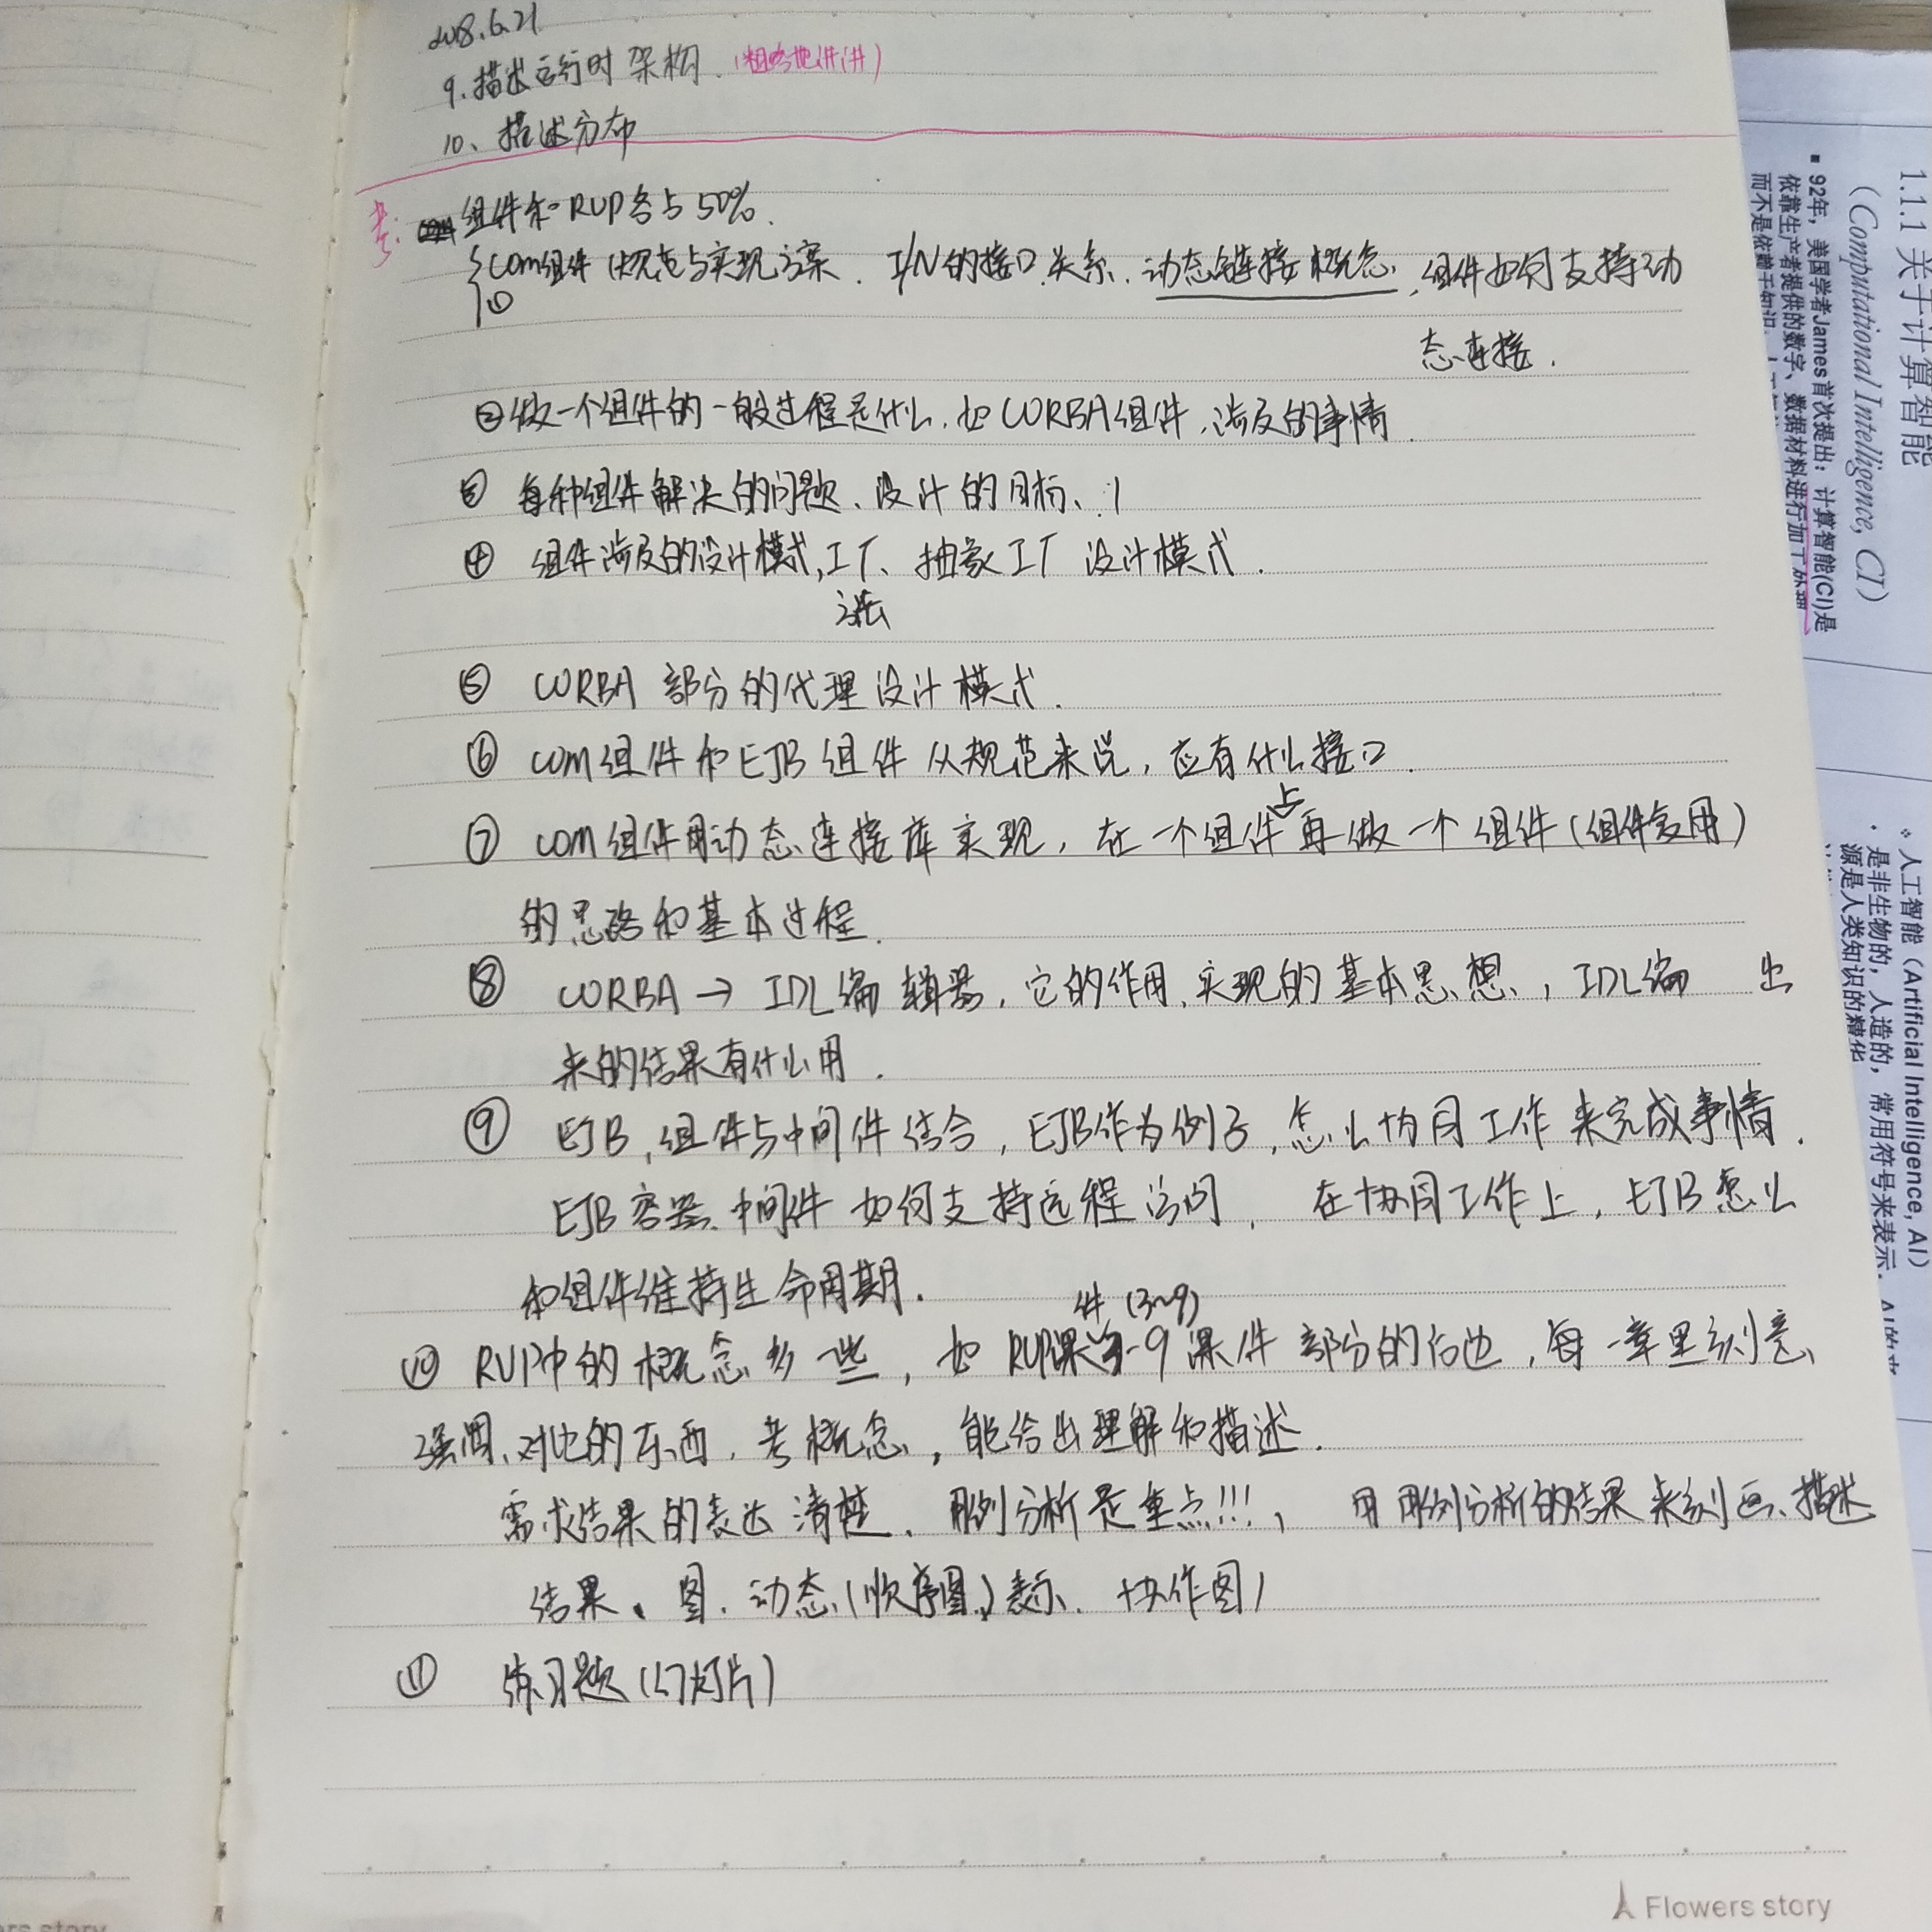 2018.6.21.
9、描述运行时架构.(粗略地讲讲)
10、描述分布
考: 组件和RUP各占50%.
① com组件(规范与实现方案. I/N的接口关系、动态链接概念,组件如何支持动
态连接.
② 做一个组件的一般过程是什么,如CORBA组件,涉及的事情.
③ 每种组件解决的问题、设计的目标、
④ 组件涉及的设计模式,工厂、抽象工厂设计模式.
方法
⑤ CORBA 部分的代理设计模式.
⑥ com组件和EJB组件从规范来说,应有什么接口.
⑦ com组件用动态连接库实现,在一个组件上再做一个组件(组件复用)
的思路和基本过程.
⑧ CORBA → IDL编辑器,它的作用、实现的基本思想,IDL编 出
来的结果有什么用.
⑨ EJB,组件与中间件结合,EJB作为例子,怎么协同工作来完成事情.
EJB容器、中间件如何支持远程访问, 在协同工作上,EJB怎么
和组件维持生命周期.
⑩ RUP中的概念多一些,如RUP课件(3~9)课件部分的后边,每一章里刻意
强调、对比的东西.考概念,能给出理解和描述.
需求结果的表达清楚、用例分析是重点!!!, 用用例分析的结果来刻画、描述
结果、图、动态(顺序图)表示、协作图)
⑪ 练习题(幻灯片)
Flowers story
ers story
1.1.1 关于计算智能
(Computational Intelligence, CI)
▪ 92年,美国学者James首次提出:计算智能(CI)是
依靠生产者提供的数字、数据材料进行加工处理
而不是依赖于知识
人工智能(Artificial Intelligence, AI)
是非生物的,人造的,常用符号来表示,AI的来
源是人类知识的精华